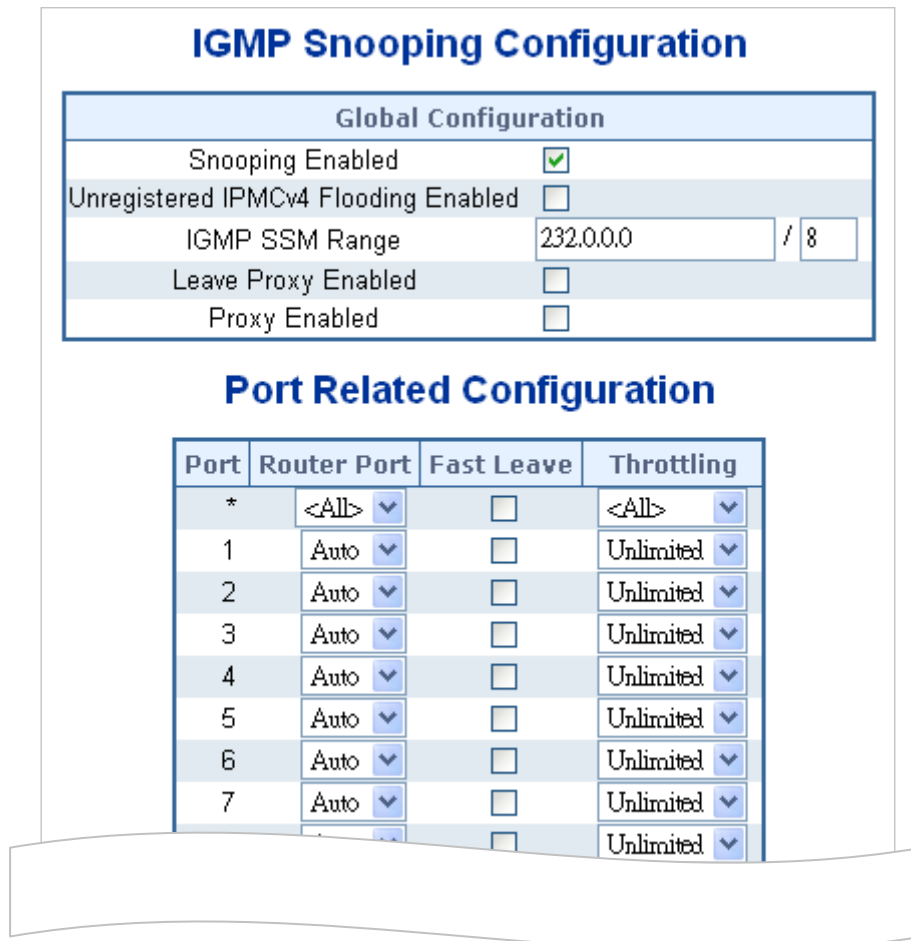 IGMP Snooping Configuration
Global Configuration
Snooping Enabled
Unregistered IPMCv4 Flooding Enabled
IGMP SSM Range 232.0.0.0 / 8
Leave Proxy Enabled
Proxy Enabled
Port Related Configuration
Port Router Port Fast Leave Throttling
* <All> <All>
1 Auto Unlimited
2 Auto Unlimited
3 Auto Unlimited
4 Auto Unlimited
5 Auto Unlimited
6 Auto Unlimited
7 Auto Unlimited
Unlimited